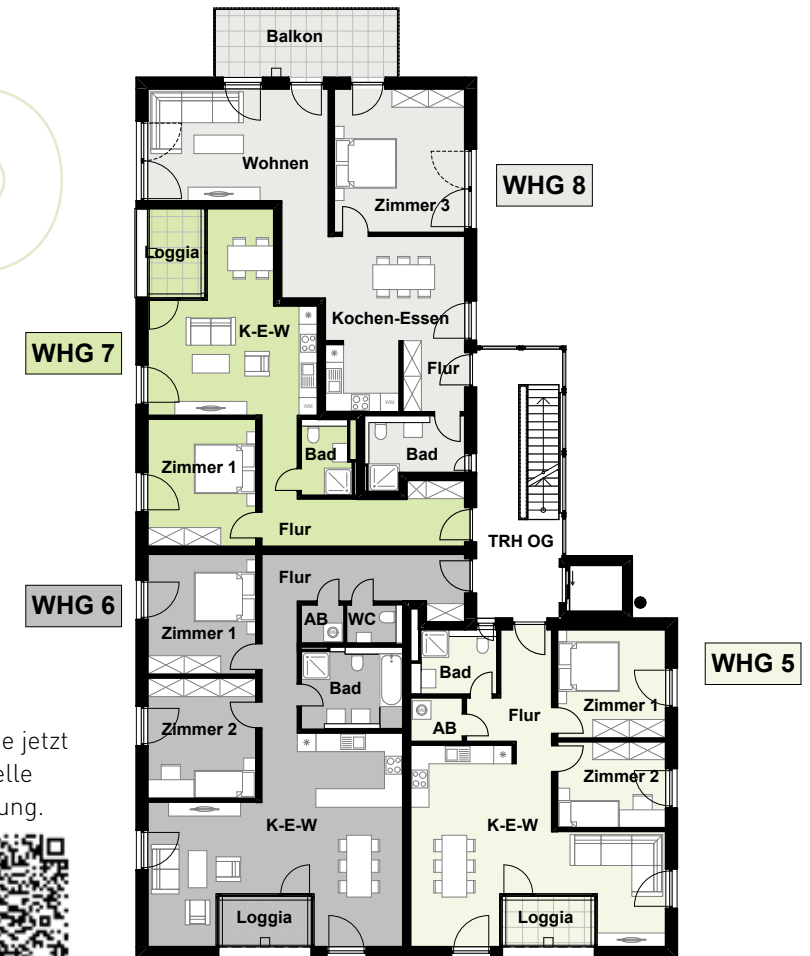 Balkon
Wohnen
Zimmer 3
WHG 8
Loggia
K-E-W
Kochen-Essen
WHG 7
Flur
WM
WM
Zimmer 1
Bad
Bad
Flur
TRH OG
Flur
WHG 6
Zimmer 1
AB
WC
Bad
Bad
WHG 5
Zimmer 1
Zimmer 2
AB
Flur
e jetzt
elle
ung.
Zimmer 2
K-E-W
K-E-W
Loggia
Loggia